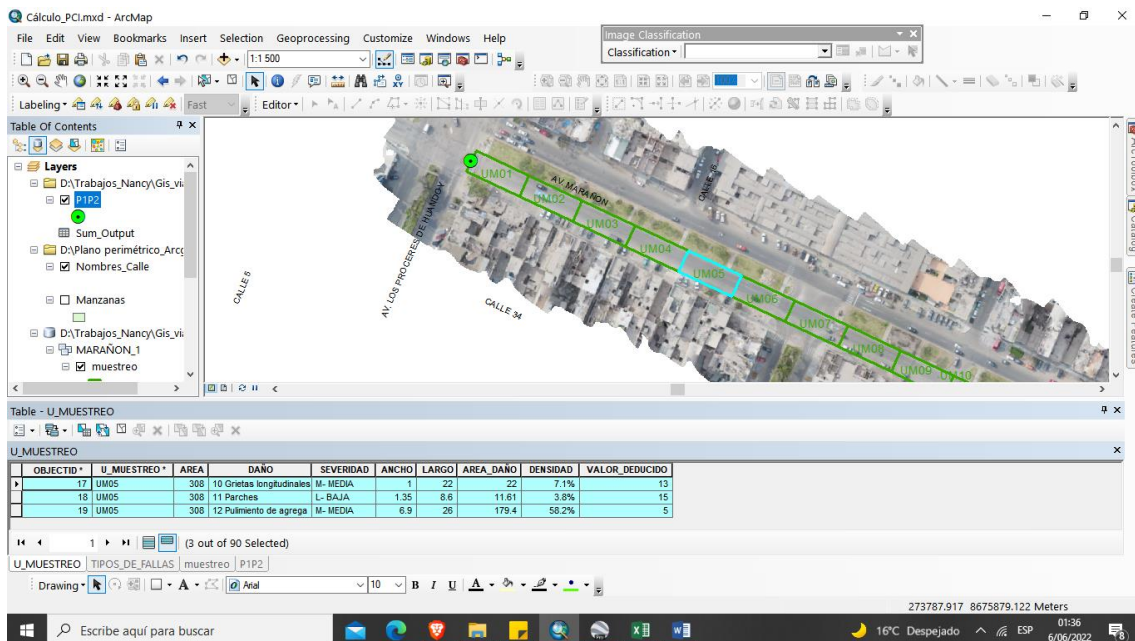 Cálculo_PCI.mxd - ArcMap
File Edit View Bookmarks Insert Selection Geoprocessing Customize Windows Help
Image Classification
Classification
1:1 500
Labeling
Fast
Editor
Table Of Contents
Layers
D:\Trabajos_Nancy\Gis_vi
P1P2
Sum_Output
D:\Plano perimétrico_Arcg
Nombres_Calle
Manzanas
D:\Trabajos_Nancy\Gis_vi
MARAÑON_1
muestreo
UM01
UM02
UM03
UM04
UM05
UM06
UM07
UM08
UM09
UM10
AV. MARAÑON
AV. LOS PROCERES DE HUANDOY
CALLE 5
CALLE 34
ArcToolbox
Catalog
Create Features
Table - U_MUESTREO
U_MUESTREO
OBJECTID * U_MUESTREO * AREA DAÑO SEVERIDAD ANCHO LARGO AREA_DAÑO DENSIDAD VALOR_DEDUCIDO
17 UM05 308 10 Grietas longitudinales M- MEDIA 1 22 22 7.1% 13
18 UM05 308 11 Parches L- BAJA 1.35 8.6 11.61 3.8% 15
19 UM05 308 12 Pulimiento de agrega M- MEDIA 6.9 26 179.4 58.2% 5
1 (3 out of 90 Selected)
U_MUESTREO TIPOS_DE_FALLAS muestreo P1P2
Drawing A Arial 10 B I U A
273787.917 8675879.122 Meters
Escribe aquí para buscar
16°C Despejado ESP 01:36
6/06/2022